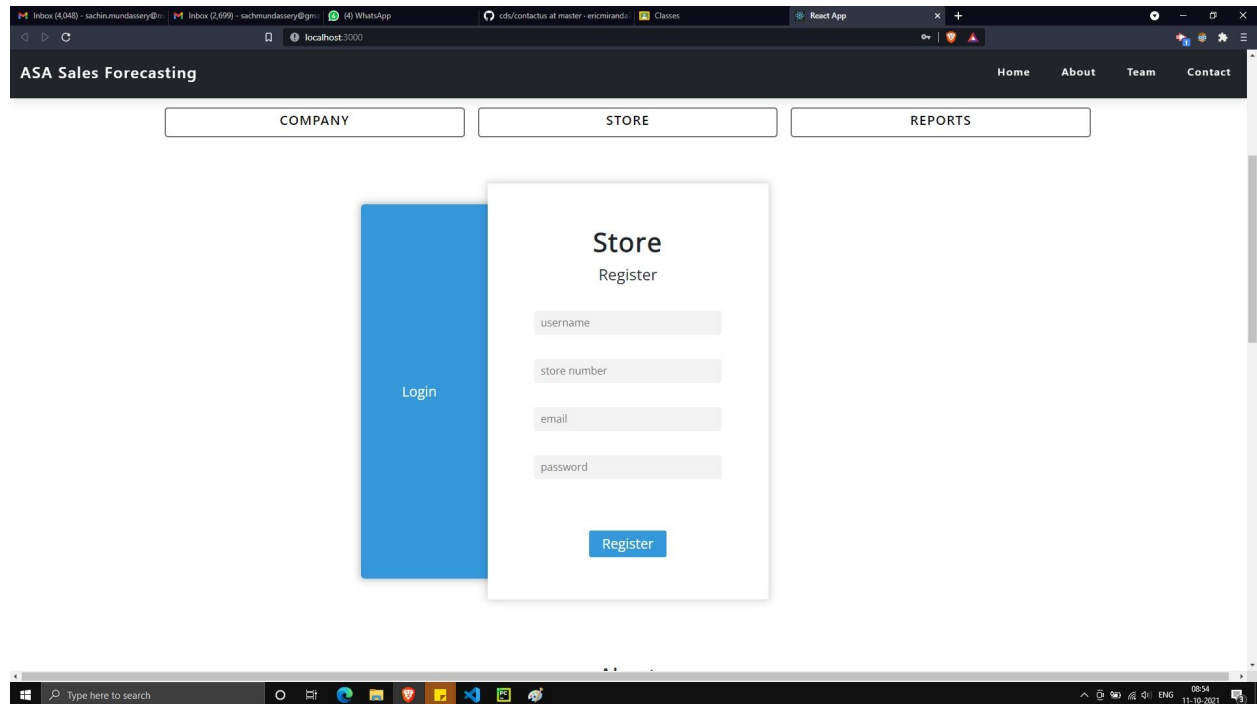 Inbox (4,048) - sachin.mundassery@m
Inbox (2,699) - sachmundassery@gma
(4) WhatsApp
cds/contactus at master · ericmiranda
Classes
React App
localhost:3000
ASA Sales Forecasting
Home
About
Team
Contact
COMPANY
STORE
REPORTS
Store
Register
username
store number
Login
email
password
Register
Type here to search
ENG
08:54
11-10-2021